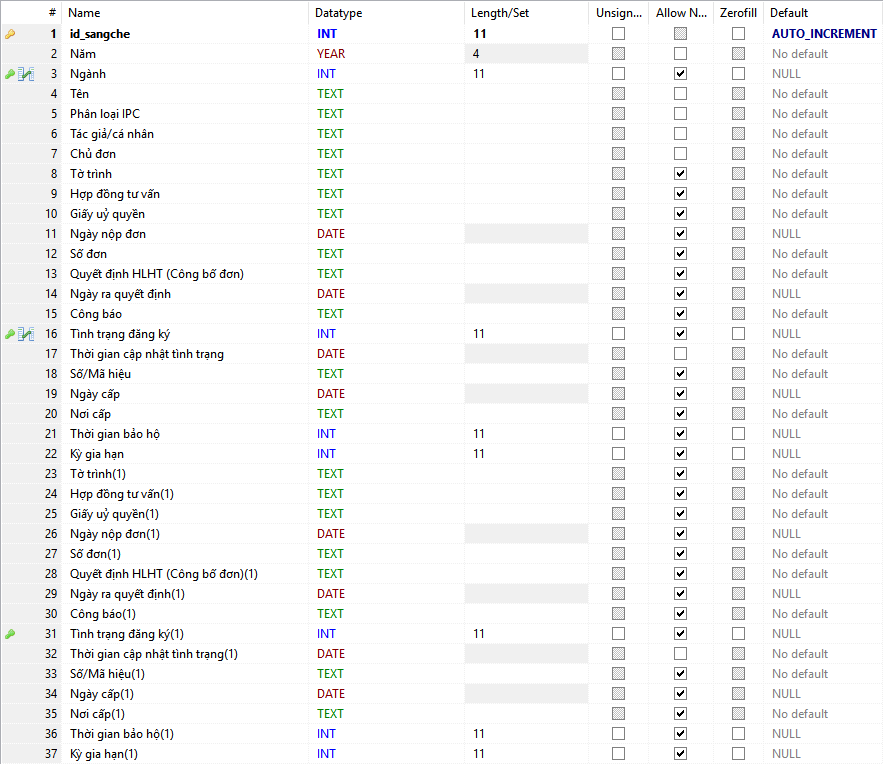 # Name Datatype Length/Set Unsign... Allow N... Zerofill Default
1 id_sangche INT 11 AUTO_INCREMENT
2 Năm YEAR 4 No default
3 Ngành INT 11 NULL
4 Tên TEXT No default
5 Phân loại IPC TEXT No default
6 Tác giả/cá nhân TEXT No default
7 Chủ đơn TEXT No default
8 Tờ trình TEXT No default
9 Hợp đồng tư vấn TEXT No default
10 Giấy uỷ quyền TEXT No default
11 Ngày nộp đơn DATE NULL
12 Số đơn TEXT No default
13 Quyết định HLHT (Công bố đơn) TEXT No default
14 Ngày ra quyết định DATE NULL
15 Công báo TEXT No default
16 Tình trạng đăng ký INT 11 NULL
17 Thời gian cập nhật tình trạng DATE No default
18 Số/Mã hiệu TEXT No default
19 Ngày cấp DATE NULL
20 Nơi cấp TEXT No default
21 Thời gian bảo hộ INT 11 NULL
22 Kỳ gia hạn INT 11 NULL
23 Tờ trình(1) TEXT No default
24 Hợp đồng tư vấn(1) TEXT No default
25 Giấy uỷ quyền(1) TEXT No default
26 Ngày nộp đơn(1) DATE NULL
27 Số đơn(1) TEXT No default
28 Quyết định HLHT (Công bố đơn)(1) TEXT No default
29 Ngày ra quyết định(1) DATE NULL
30 Công báo(1) TEXT No default
31 Tình trạng đăng ký(1) INT 11 NULL
32 Thời gian cập nhật tình trạng(1) DATE No default
33 Số/Mã hiệu(1) TEXT No default
34 Ngày cấp(1) DATE NULL
35 Nơi cấp(1) TEXT No default
36 Thời gian bảo hộ(1) INT 11 NULL
37 Kỳ gia hạn(1) INT 11 NULL